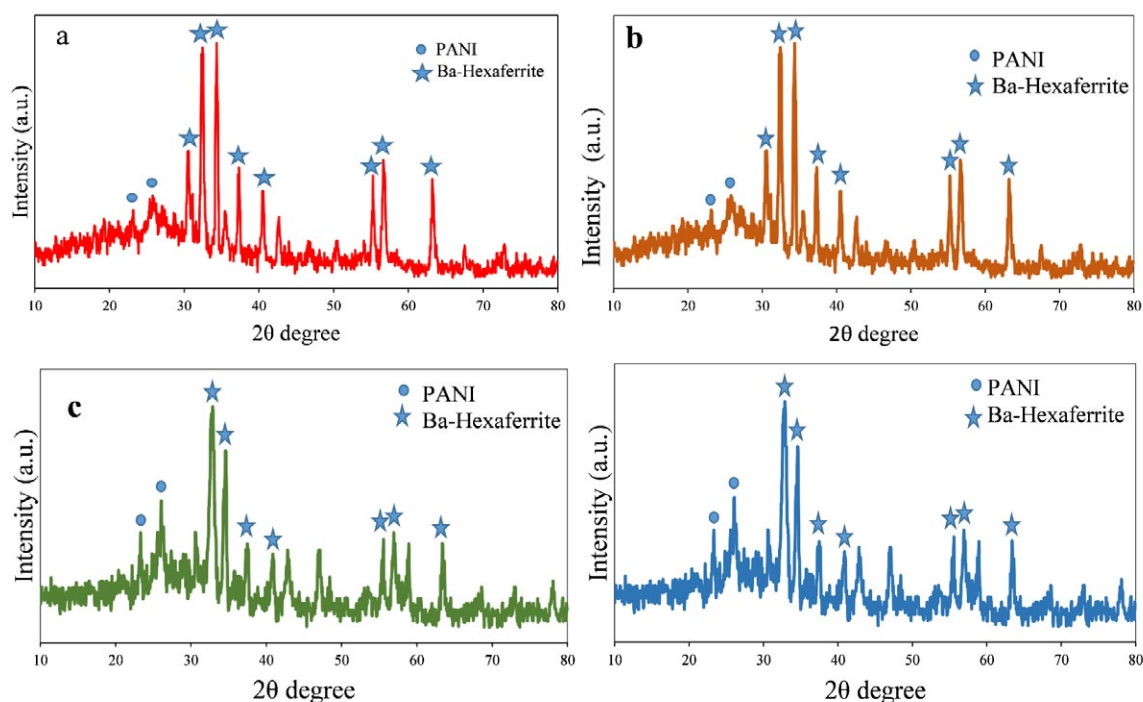 a
PANI
Ba-Hexaferrite
Intensity (a.u.)
10 20 30 40 50 60 70 80
2θ degree
b
PANI
Ba-Hexaferrite
Intensity (a.u.)
10 20 30 40 50 60 70 80
2θ degree
c
PANI
Ba-Hexaferrite
Intensity (a.u.)
10 20 30 40 50 60 70 80
2θ degree
PANI
Ba-Hexaferrite
Intensity (a.u.)
10 20 30 40 50 60 70 80
2θ degree